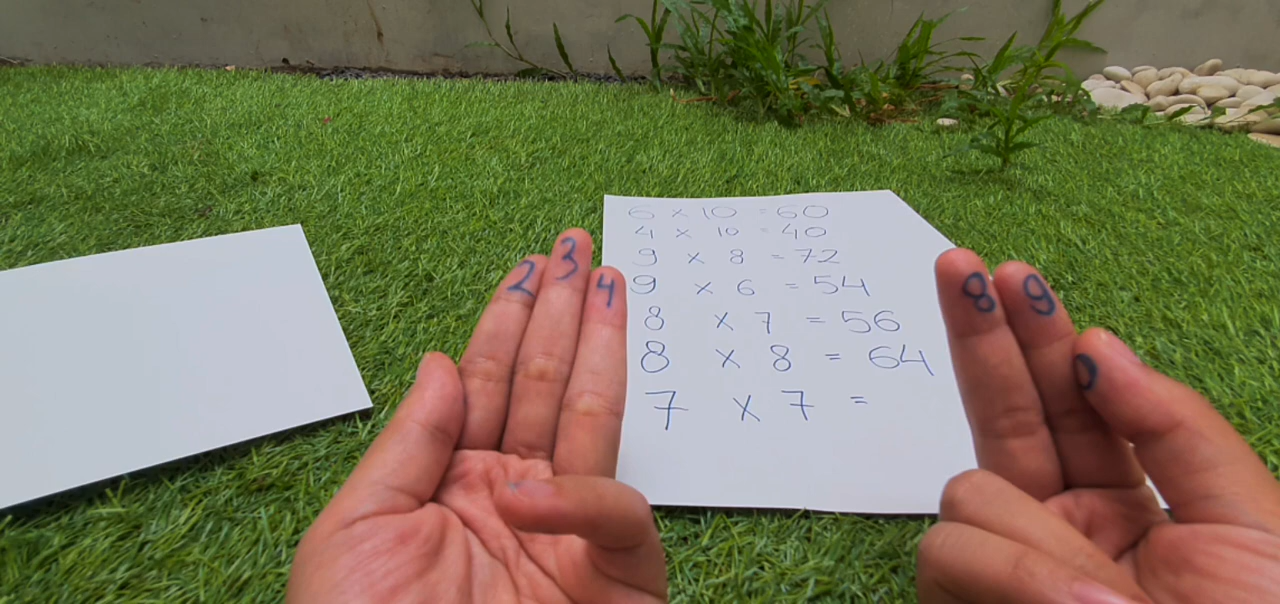 6 x 10 = 60
4 x 10 = 40
9 x 8 = 72
9 x 6 = 54
8 x 7 = 56
8 x 8 = 64
7 x 7 =
2 3 4
8 9 0